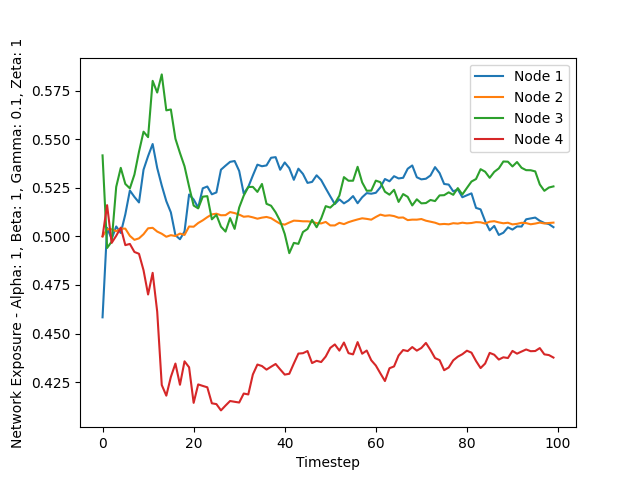 Network Exposure - Alpha: 1, Beta: 1, Gamma: 0.1, Zeta: 1
0.575
0.550
0.525
0.500
0.475
0.450
0.425
0
20
40
60
80
100
Timestep
Node 1
Node 2
Node 3
Node 4